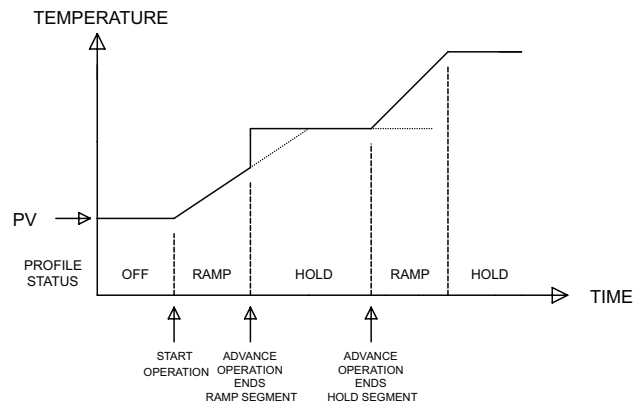 TEMPERATURE
PV
PROFILE
STATUS
OFF
RAMP
HOLD
RAMP
HOLD
TIME
START
OPERATION
ADVANCE
OPERATION
ENDS
RAMP SEGMENT
ADVANCE
OPERATION
ENDS
HOLD SEGMENT